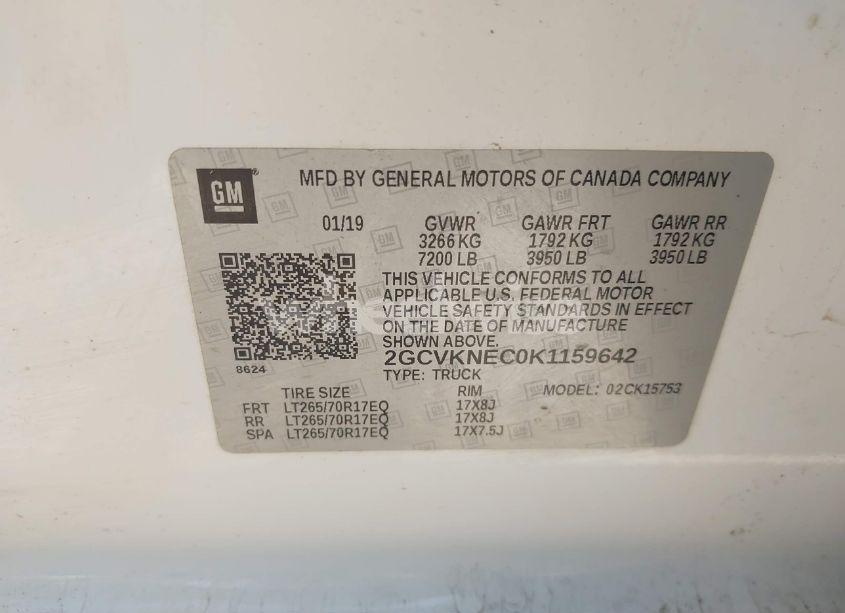 GM
MFD BY GENERAL MOTORS OF CANADA COMPANY
01/19 GVWR GAWR FRT GAWR RR
3266 KG 1792 KG 1792 KG
7200 LB 3950 LB 3950 LB
THIS VEHICLE CONFORMS TO ALL
APPLICABLE U.S. FEDERAL MOTOR
VEHICLE SAFETY STANDARDS IN EFFECT
ON THE DATE OF MANUFACTURE
SHOWN ABOVE.
2GCVKNEC0K1159642
8624
TYPE: TRUCK
TIRE SIZE RIM MODEL: 02CK15753
FRT LT265/70R17EQ 17X8J
RR LT265/70R17EQ 17X8J
SPA LT265/70R17EQ 17X7.5J